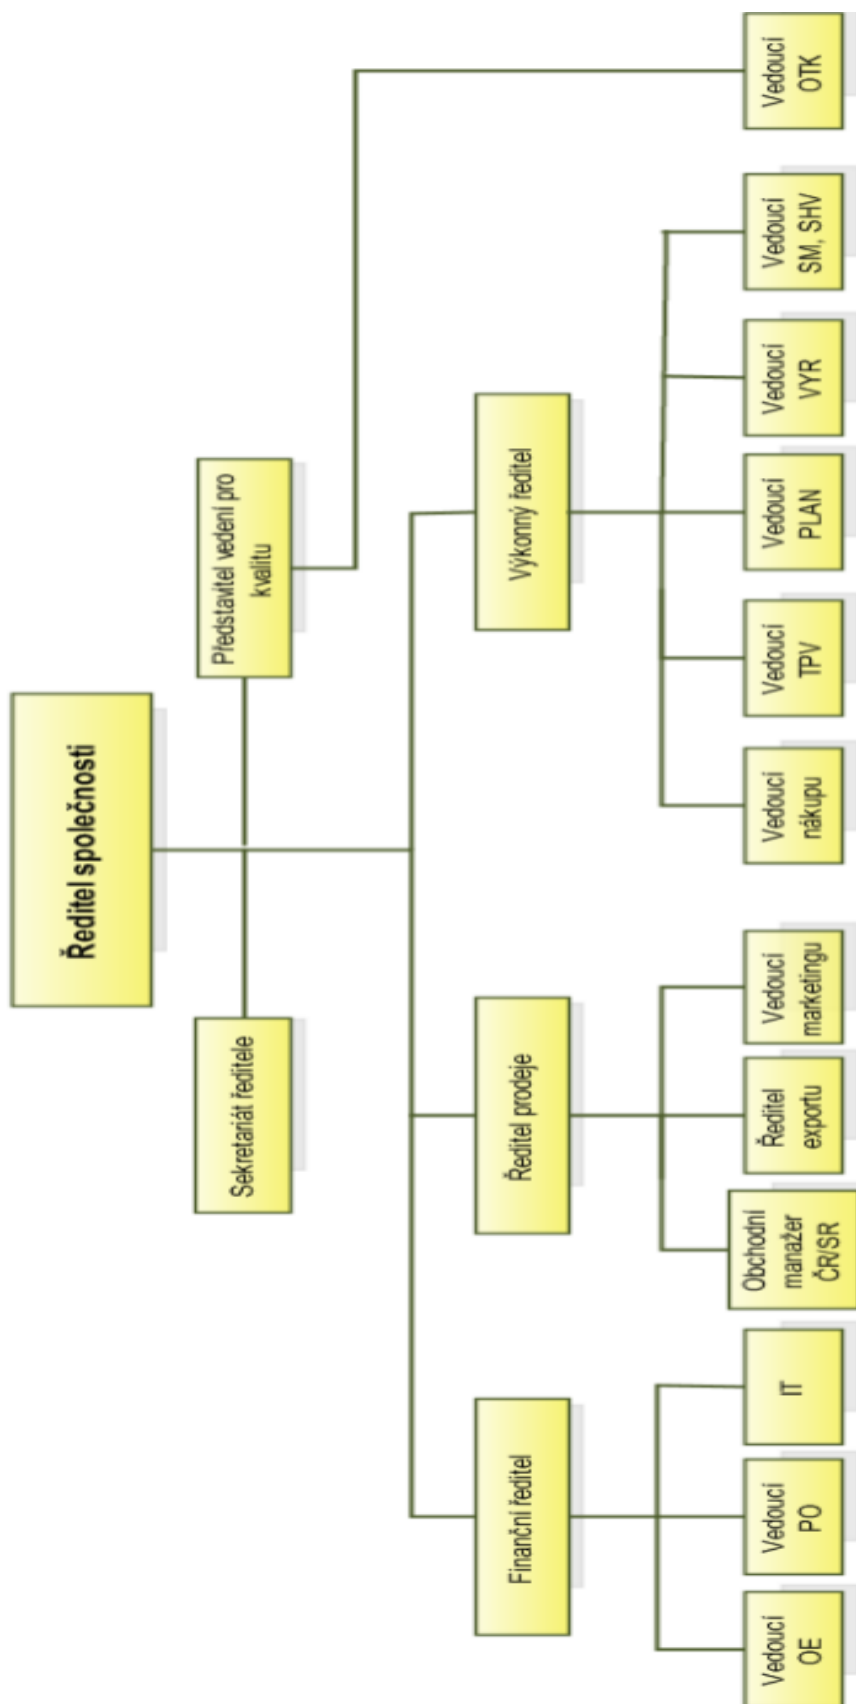 Ředitel společnosti
Sekretariát ředitele
Představitel vedení pro
kvalitu
Finanční ředitel
Ředitel prodeje
Výkonný ředitel
Vedoucí
OE
Vedoucí
PO
IT
Obchodní
manažer
ČR/SR
Ředitel
exportu
Vedoucí
marketingu
Vedoucí
nákupu
Vedoucí
TPV
Vedoucí
PLAN
Vedoucí
VYR
Vedoucí
SM, SHV
Vedoucí
OTK